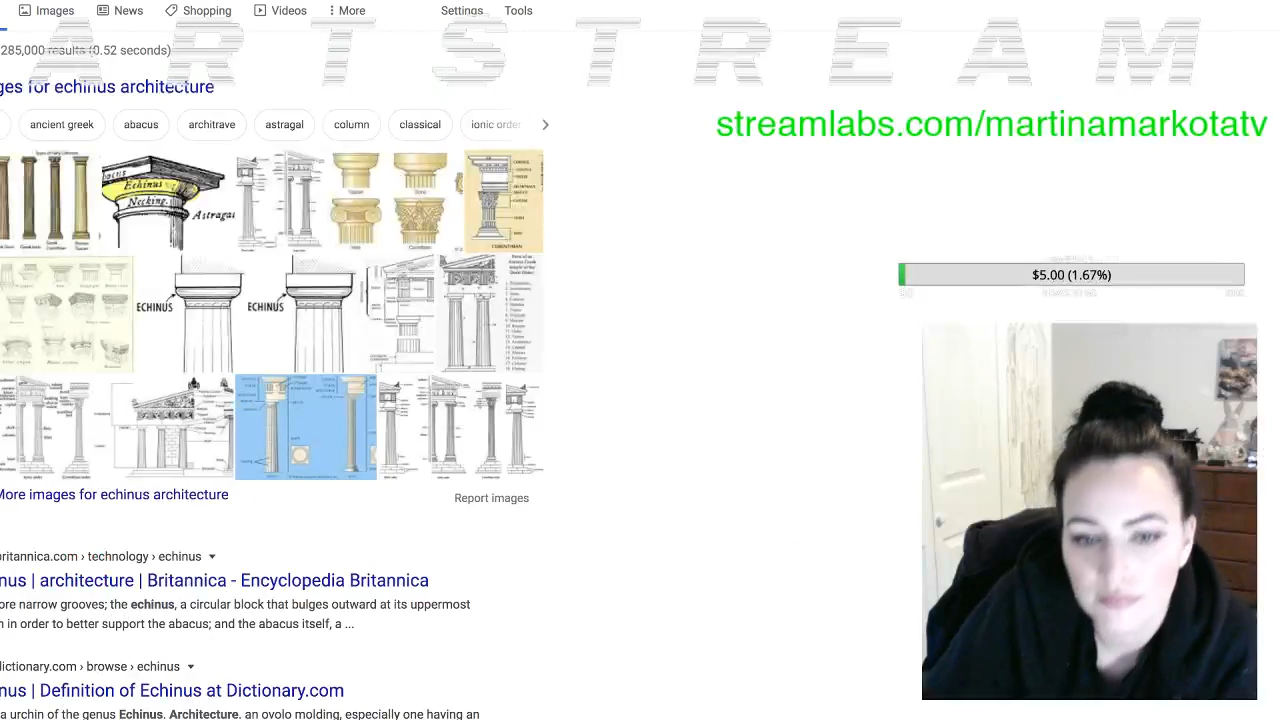 Images News Shopping Videos More Settings Tools
285,000 results (0.52 seconds)
ARTSTREAM
ges for echinus architecture
streamlabs.com/martinamarkotatv
ancient greek abacus architrave astragal column classical ionic order
abacus
Echinus
Necking.
Astragal
CORINTHIAN
$5.00 (1.67%)
ECHINUS ECHINUS
More images for echinus architecture
Report images
britannica.com › technology › echinus
nus | architecture | Britannica - Encyclopedia Britannica
ore narrow grooves; the echinus, a circular block that bulges outward at its uppermost
n in order to better support the abacus; and the abacus itself, a ...
dictionary.com › browse › echinus
nus | Definition of Echinus at Dictionary.com
a urchin of the genus Echinus. Architecture. an ovolo molding, especially one having an